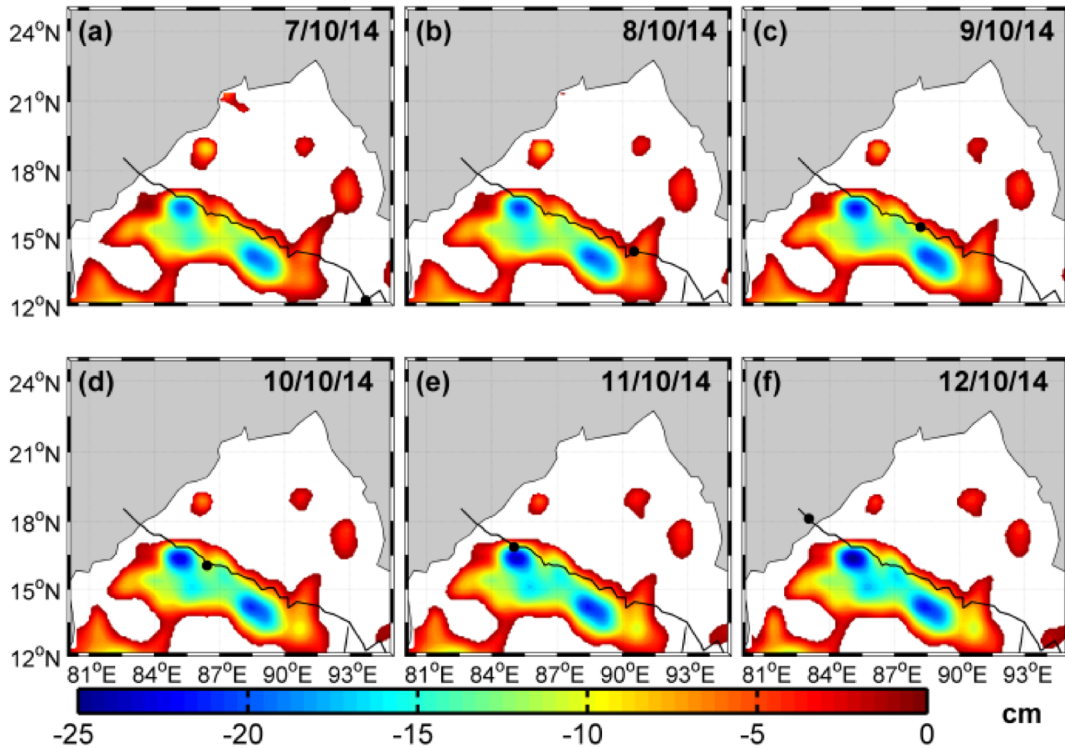 (a) 7/10/14
(b) 8/10/14
(c) 9/10/14
24°N
21°N
18°N
15°N
12°N
(d) 10/10/14
(e) 11/10/14
(f) 12/10/14
24°N
21°N
18°N
15°N
12°N
81°E 84°E 87°E 90°E 93°E
81°E 84°E 87°E 90°E 93°E
81°E 84°E 87°E 90°E 93°E
-25 -20 -15 -10 -5 0 cm